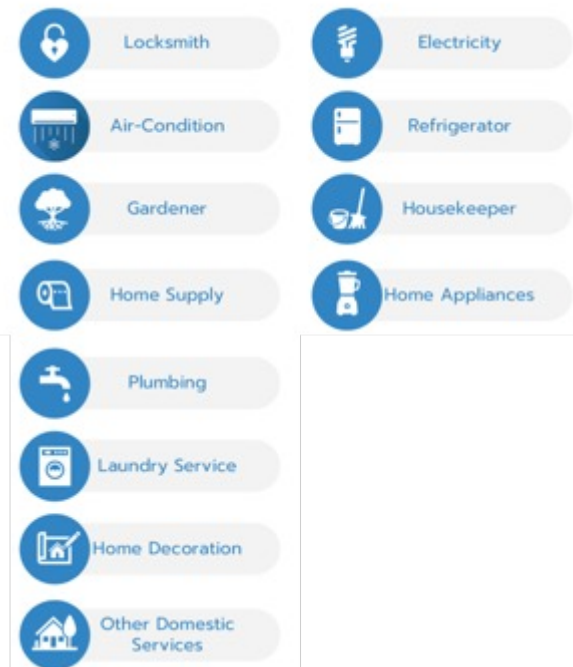 Locksmith
Electricity
Air-Condition
Refrigerator
Gardener
Housekeeper
Home Supply
Home Appliances
Plumbing
Laundry Service
Home Decoration
Other Domestic
Services